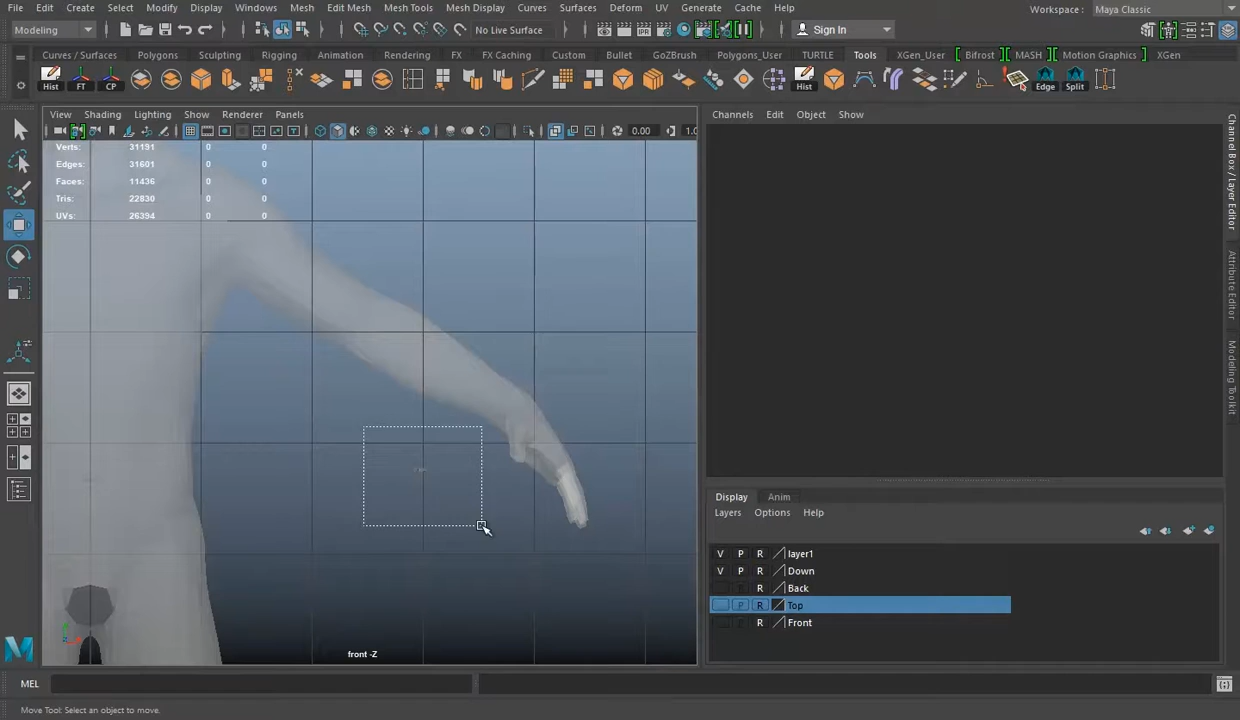 File Edit Create Select Modify Display Windows Mesh Edit Mesh Mesh Tools Mesh Display Curves Surfaces Deform UV Generate Cache Help Workspace : Maya Classic
Modeling No Live Surface Sign In
Curves / Surfaces Polygons Sculpting Rigging Animation Rendering FX FX Caching Custom Bullet GoZBrush Polygons_User TURTLE Tools XGen_User Bifrost MASH Motion Graphics XGen
Hist FT CP Hist Edge Split
View Shading Lighting Show Renderer Panels
0.00 1.0
Channels Edit Object Show
Verts: 31191 0 0
Edges: 31601 0 0
Faces: 11436 0 0
Tris: 22830 0 0
UVs: 26394 0 0
Channel Box / Layer Editor
Attribute Editor
Modeling Toolkit
front -Z
Display Anim
Layers Options Help
V P R layer1
V P R Down
R Back
P R Top
R Front
MEL
Move Tool: Select an object to move.